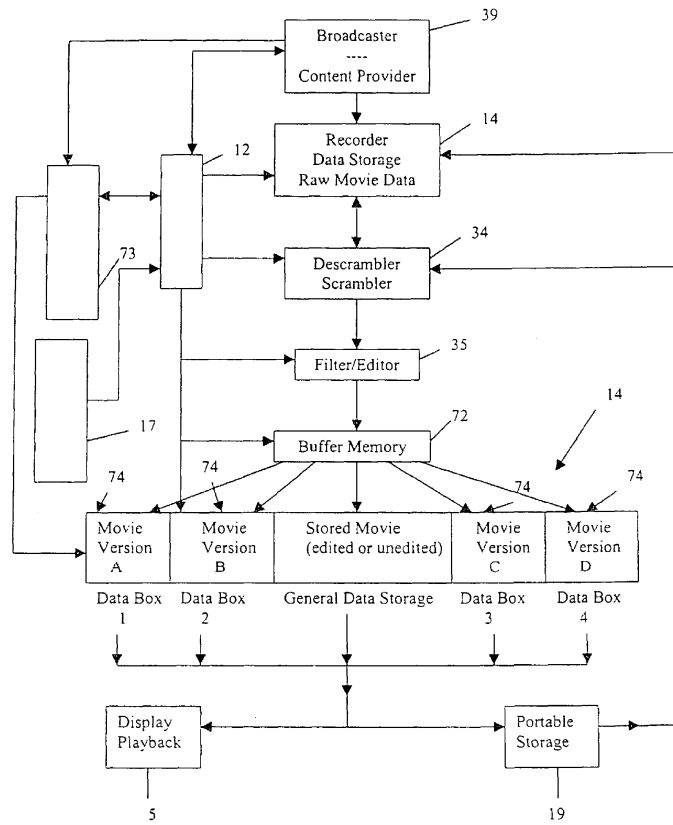 39
Broadcaster
----
Content Provider
12
14
Recorder
Data Storage
Raw Movie Data
34
73
Descrambler
Scrambler
35
Filter/Editor
14
17
72
Buffer Memory
74
74
74
74
Movie
Version
A
Movie
Version
B
Stored Movie
(edited or unedited)
Movie
Version
C
Movie
Version
D
Data Box
1
Data Box
2
General Data Storage
Data Box
3
Data Box
4
Display
Playback
Portable
Storage
5
19